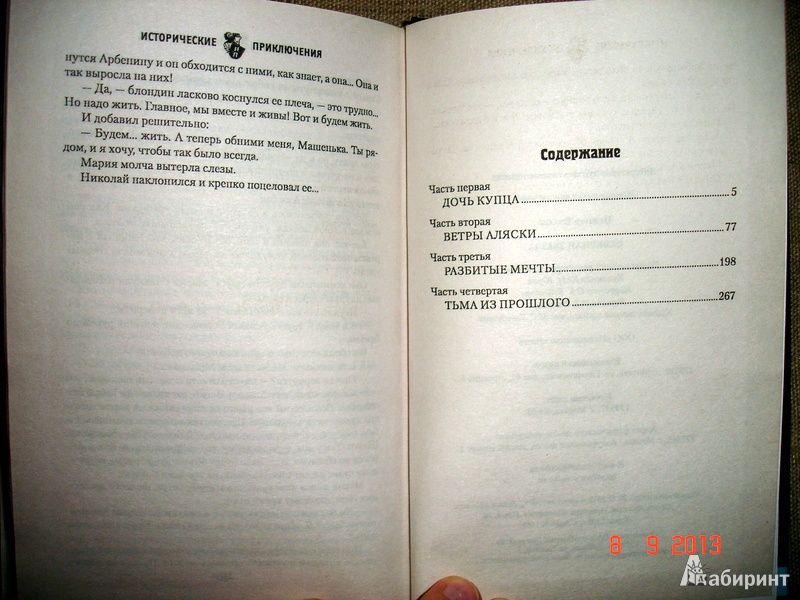 ИСТОРИЧЕСКИЕ ПРИКЛЮЧЕНИЯ
нутся Арбенину и он обходится с ними, как знает, а она... Она и
так выросла на них!
— Да, — блондин ласково коснулся ее плеча, — это трудно...
Но надо жить. Главное, мы вместе и живы! Вот и будем жить.
И добавил решительно:
— Будем... жить. А теперь обними меня, Машенька. Ты ря-
дом, и я хочу, чтобы так было всегда.
Мария молча вытерла слезы.
Николай наклонился и крепко поцеловал ее...
Содержание
Часть первая
ДОЧЬ КУПЦА 5
Часть вторая
ВЕТРЫ АЛЯСКИ 77
Часть третья
РАЗБИТЫЕ МЕЧТЫ 198
Часть четвертая
ТЬМА ИЗ ПРОШЛОГО 267
8 9 2013
Лабиринт